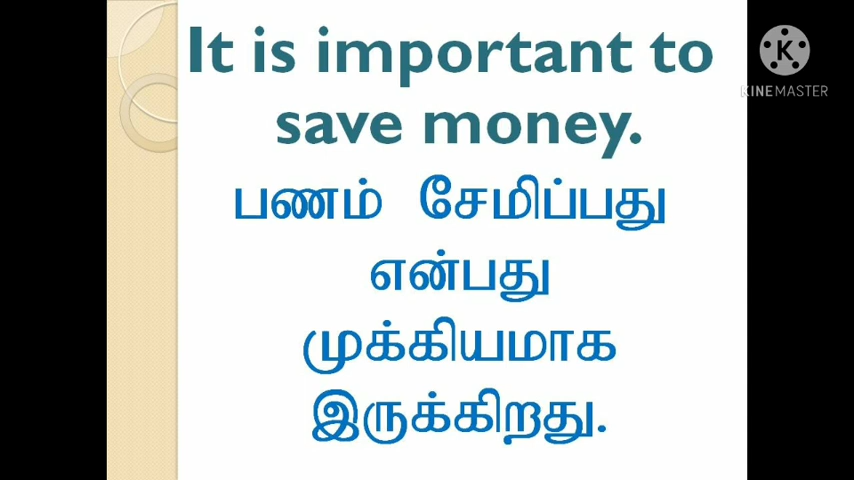 It is important to
save money.
பணம் சேமிப்பது
என்பது
முக்கியமாக
இருக்கிறது.
K
KINEMASTER